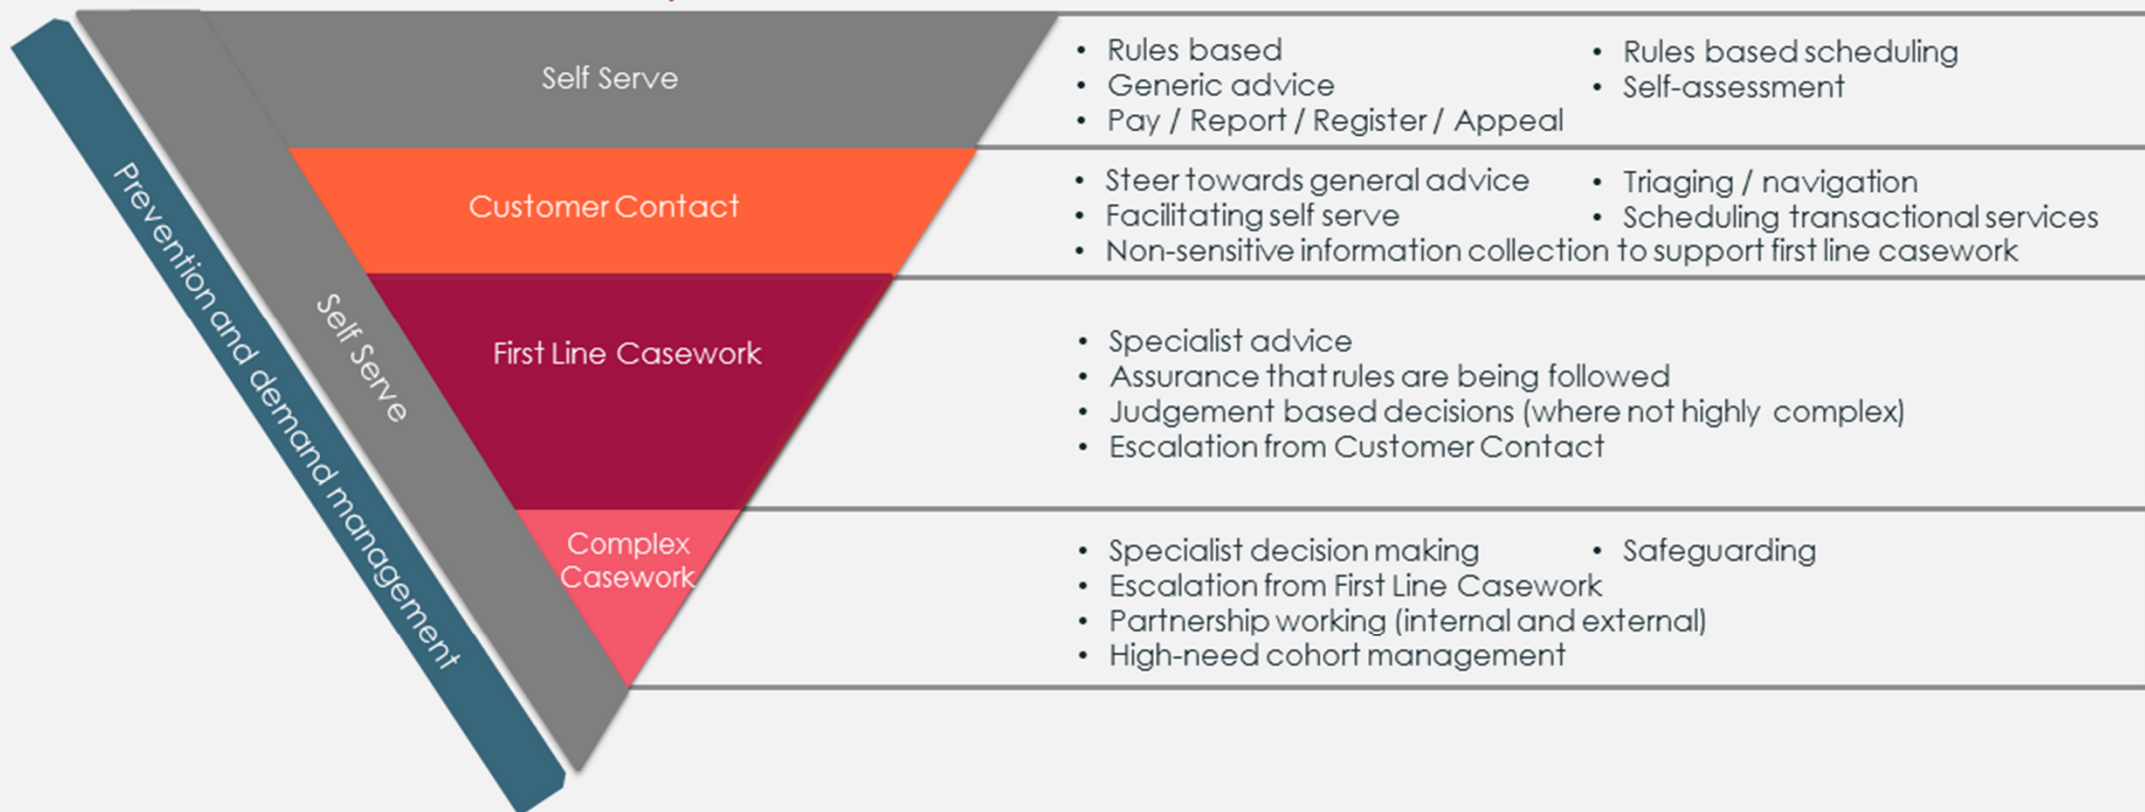 Prevention and demand management
Self Serve
Self Serve
• Rules based
• Generic advice
• Pay / Report / Register / Appeal
• Rules based scheduling
• Self-assessment
Customer Contact
• Steer towards general advice
• Facilitating self serve
• Non-sensitive information collection to support first line casework
• Triaging / navigation
• Scheduling transactional services
First Line Casework
• Specialist advice
• Assurance that rules are being followed
• Judgement based decisions (where not highly complex)
• Escalation from Customer Contact
Complex
Casework
• Specialist decision making
• Escalation from First Line Casework
• Partnership working (internal and external)
• High-need cohort management
• Safeguarding